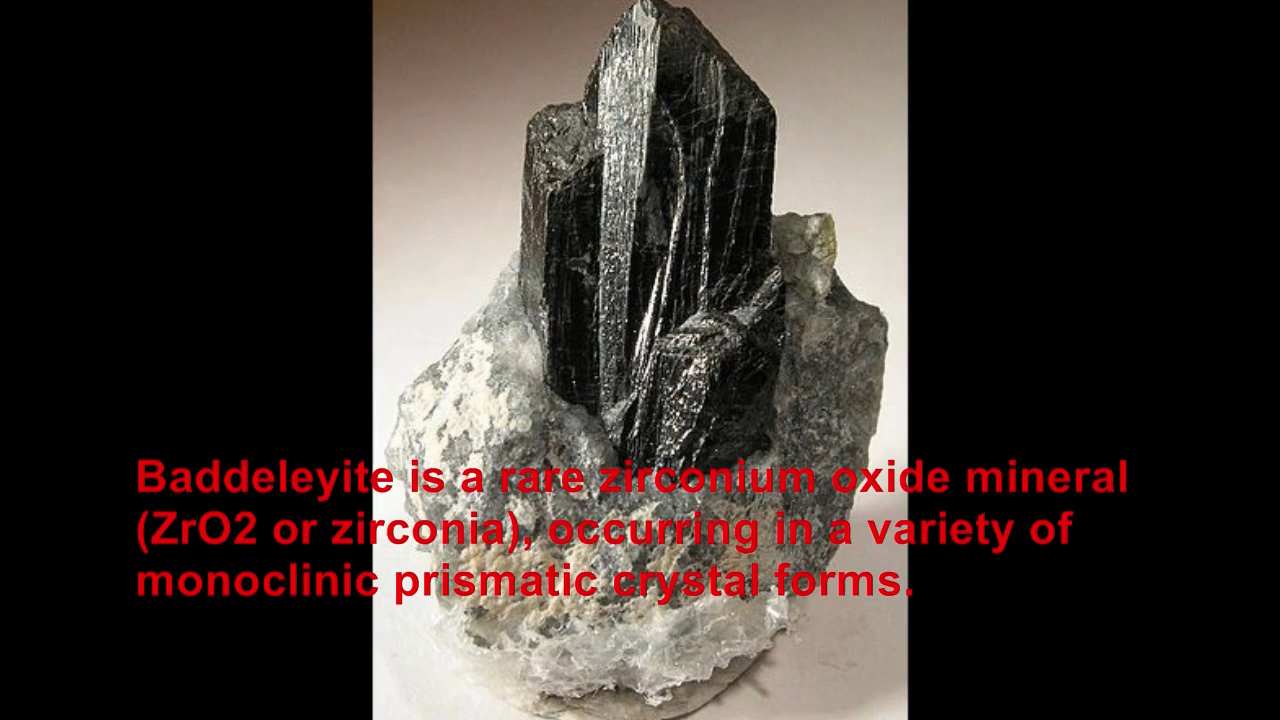 Baddeleyite is a rare zirconium oxide mineral
(ZrO2 or zirconia), occurring in a variety of
monoclinic prismatic crystal forms.